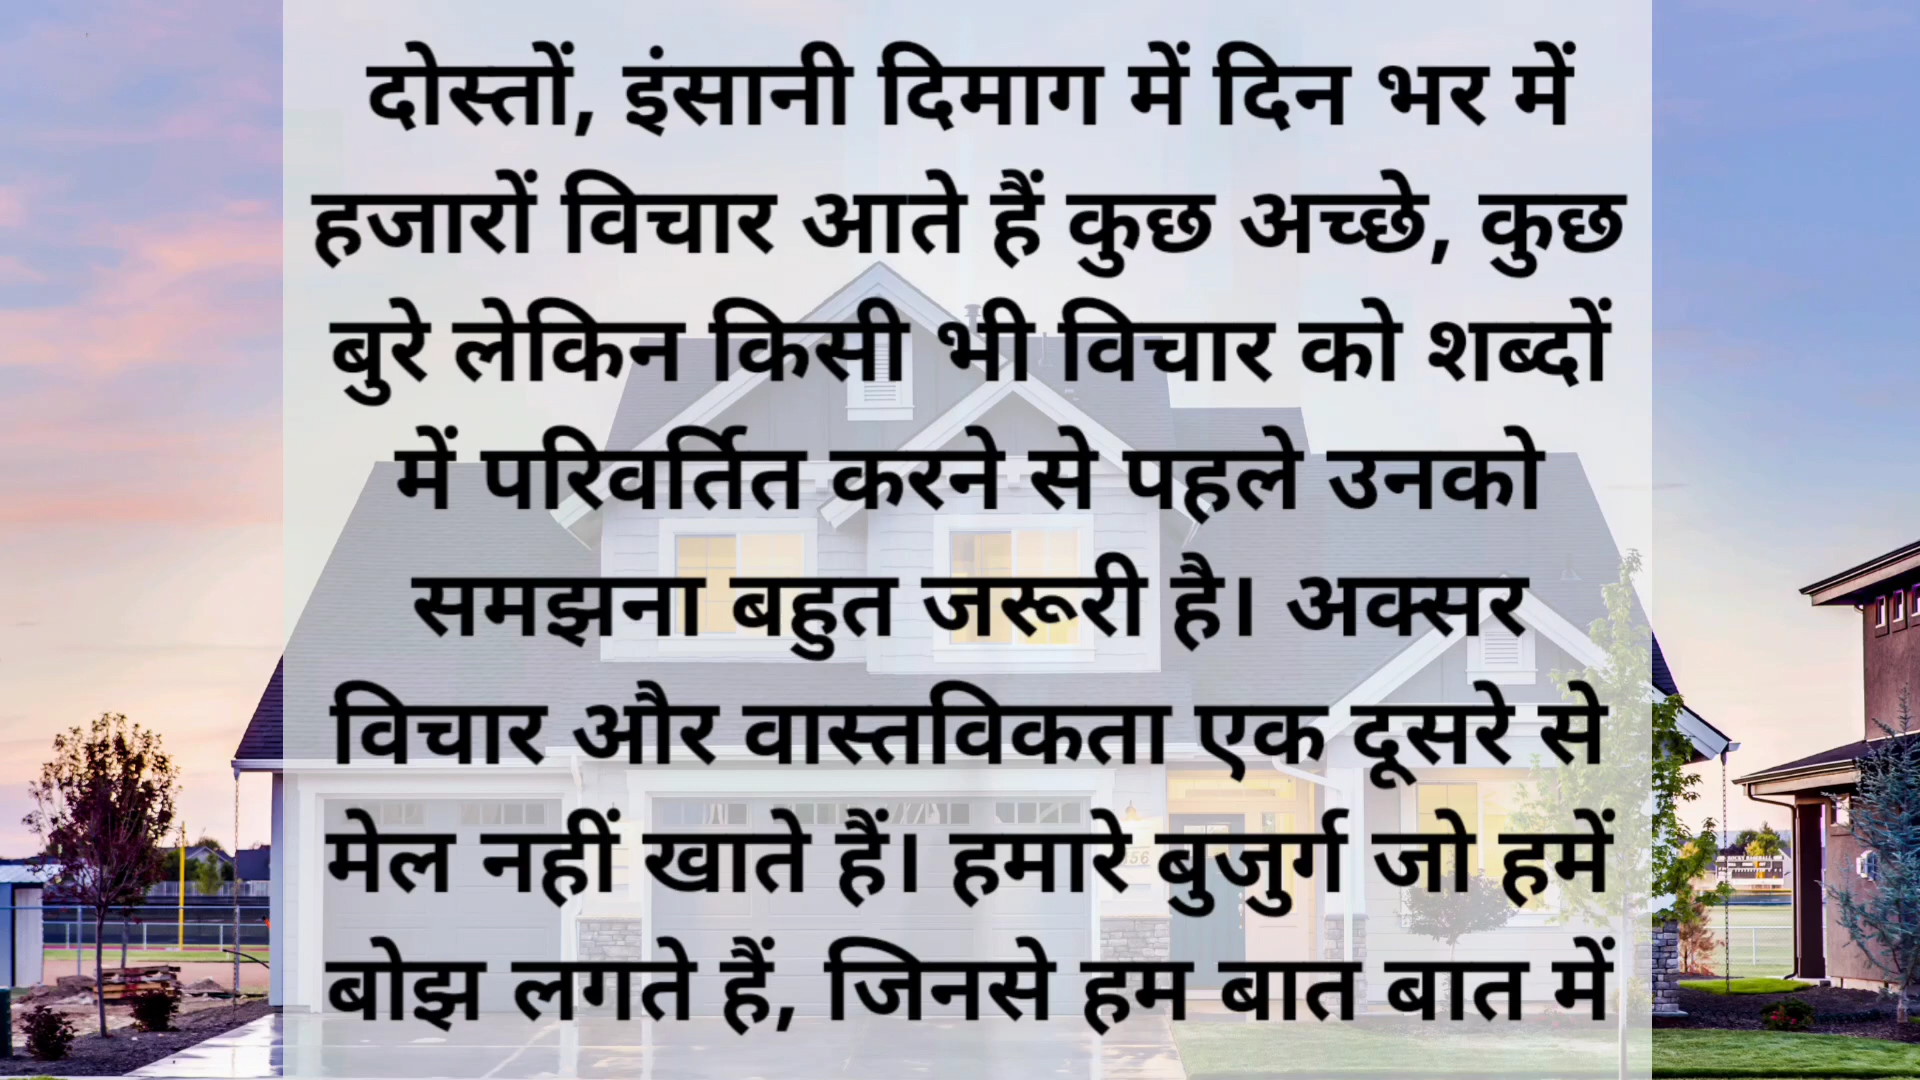 दोस्तों, इंसानी दिमाग में दिन भर में
हजारों विचार आते हैं कुछ अच्छे, कुछ
बुरे लेकिन किसी भी विचार को शब्दों
में परिवर्तित करने से पहले उनको
समझना बहुत जरूरी है। अक्सर
विचार और वास्तविकता एक दूसरे से
मेल नहीं खाते हैं। हमारे बुजुर्ग जो हमें
बोझ लगते हैं, जिनसे हम बात बात में